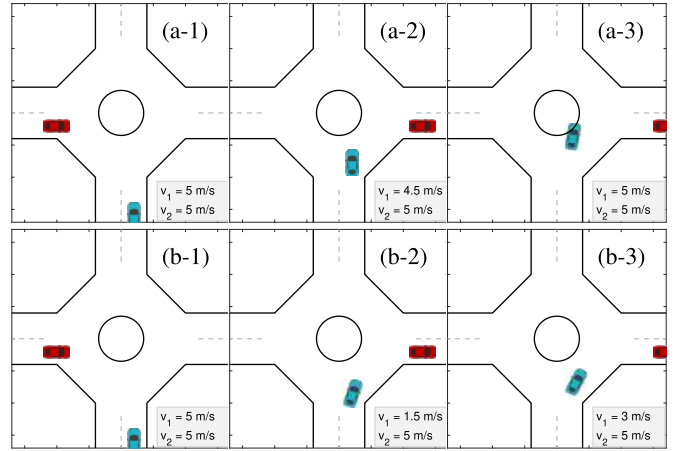 (a-1)
v1 = 5 m/s
v2 = 5 m/s
(a-2)
v1 = 4.5 m/s
v2 = 5 m/s
(a-3)
v1 = 5 m/s
v2 = 5 m/s
(b-1)
v1 = 5 m/s
v2 = 5 m/s
(b-2)
v1 = 1.5 m/s
v2 = 5 m/s
(b-3)
v1 = 3 m/s
v2 = 5 m/s